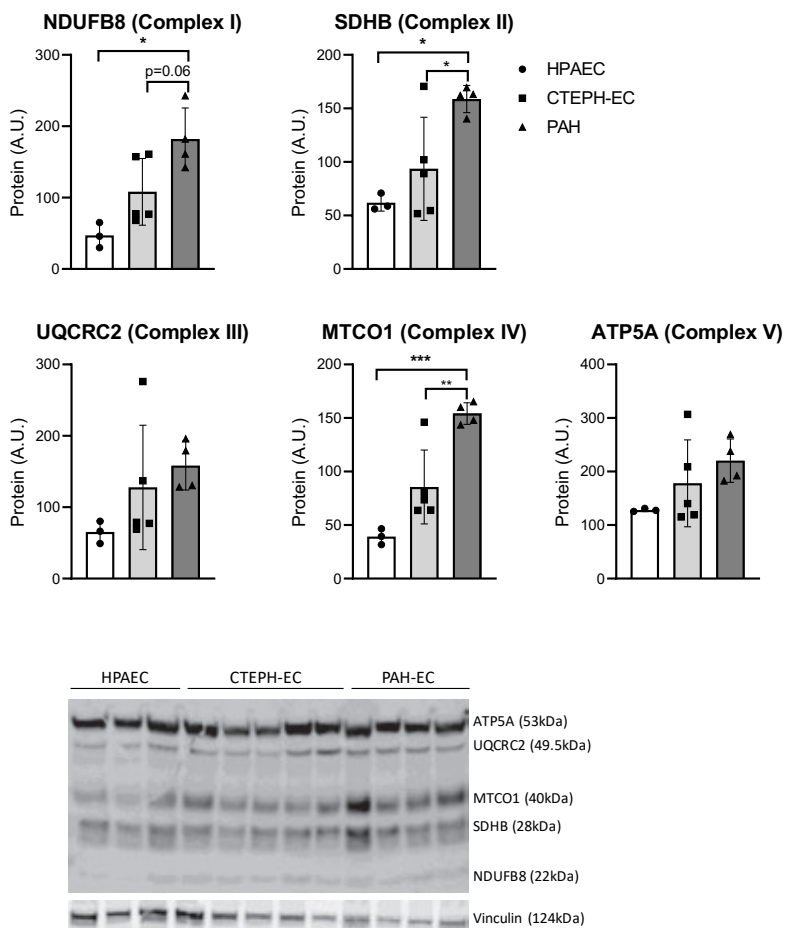 NDUFB8 (Complex I)
*
p=0.06
300
200
100
0
Protein (A.U.)
SDHB (Complex II)
*
*
200
150
100
50
0
Protein (A.U.)
HPAEC
CTEPH-EC
PAH
UQCRC2 (Complex III)
300
200
100
0
Protein (A.U.)
MTCO1 (Complex IV)
***
**
200
150
100
50
0
Protein (A.U.)
ATP5A (Complex V)
400
300
200
100
0
Protein (A.U.)
HPAEC CTEPH-EC PAH-EC
ATP5A (53kDa)
UQCRC2 (49.5kDa)
MTCO1 (40kDa)
SDHB (28kDa)
NDUFB8 (22kDa)
Vinculin (124kDa)